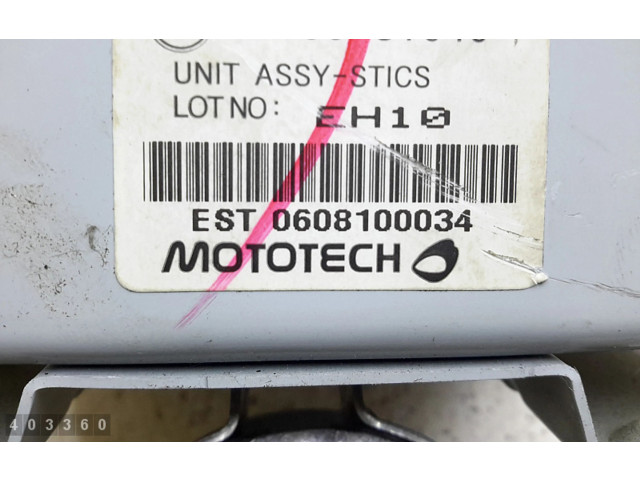 UNIT ASSY-STICS
LOT NO: EH10
EST 0608100034
MOTOTECH
403360